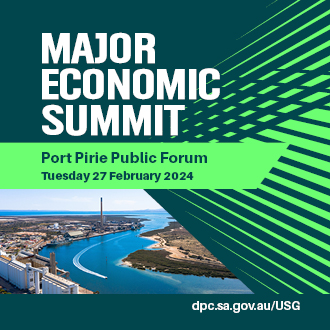 MAJOR
ECONOMIC
SUMMIT
Port Pirie Public Forum
Tuesday 27 February 2024
dpc.sa.gov.au/USG